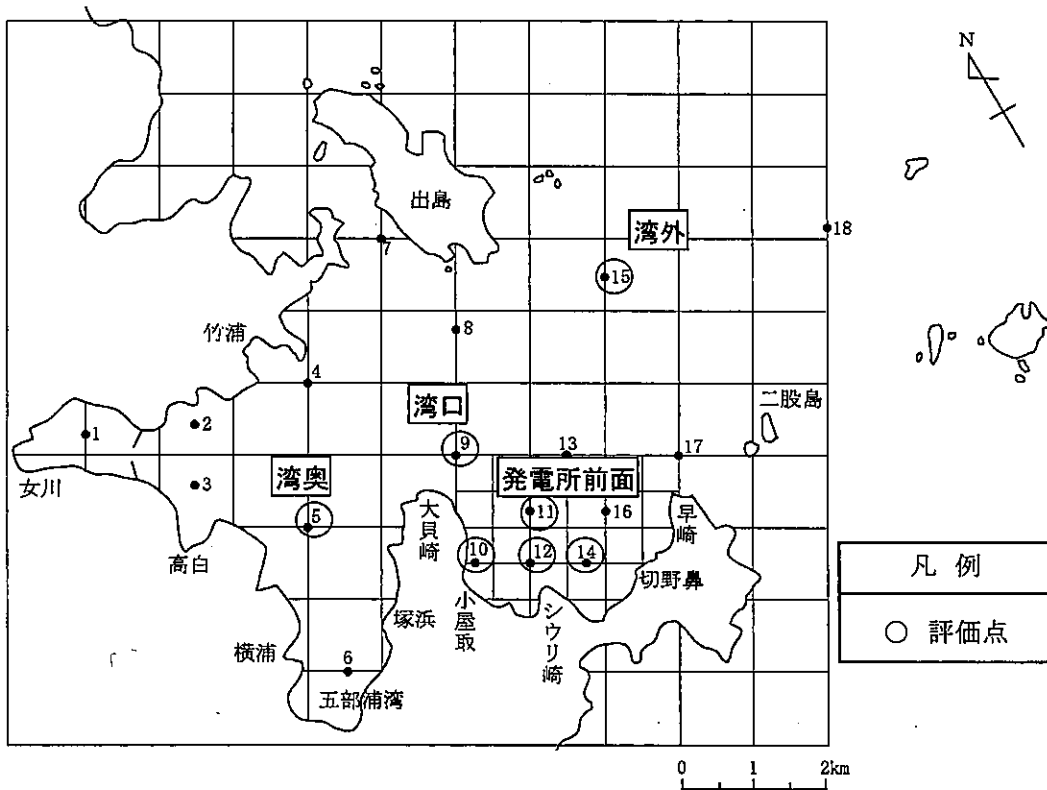 N
出島
湾外
18
7
15
8
竹浦
4
湾口
二股島
1
2
9
13
17
発電所前面
女川
3
湾奥
5
大貝崎
11
16
早崎
高白
10
12
14
切野鼻
凡例
小屋取
シウリ崎
塚浜
○ 評価点
横浦
6
五部浦湾
0 1 2km